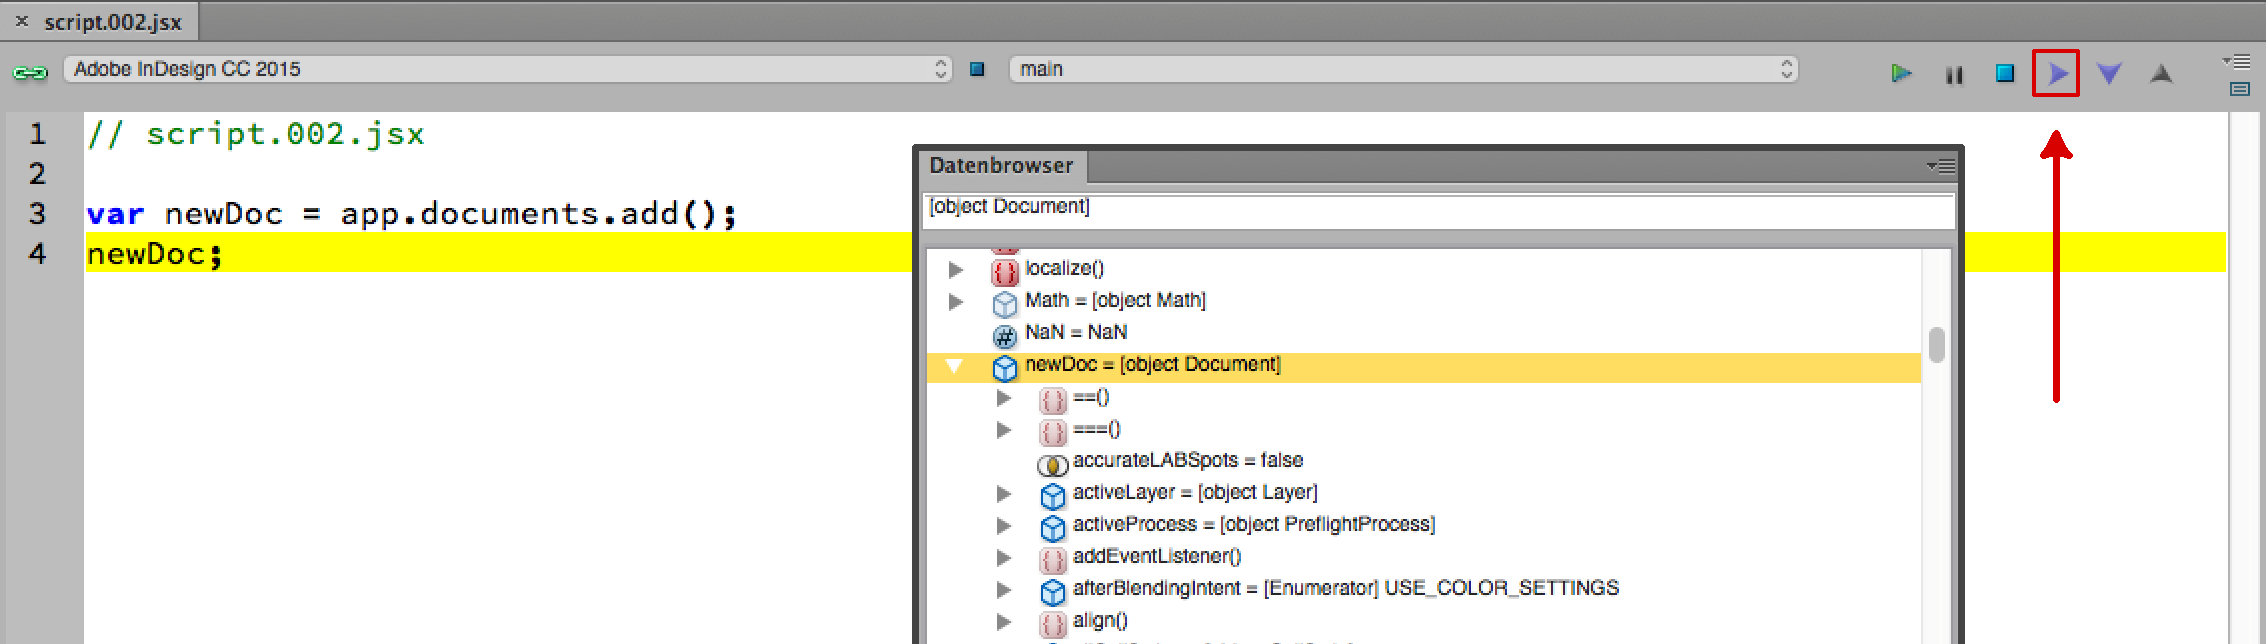 script.002.jsx
Adobe InDesign CC 2015
main
1 // script.002.jsx
2
3 var newDoc = app.documents.add();
4 newDoc;
Datenbrowser
[object Document]
localize()
Math = [object Math]
NaN = NaN
newDoc = [object Document]
==()
===()
accurateLABSpots = false
activeLayer = [object Layer]
activeProcess = [object PreflightProcess]
addEventListener()
afterBlendingIntent = [Enumerator] USE_COLOR_SETTINGS
align()